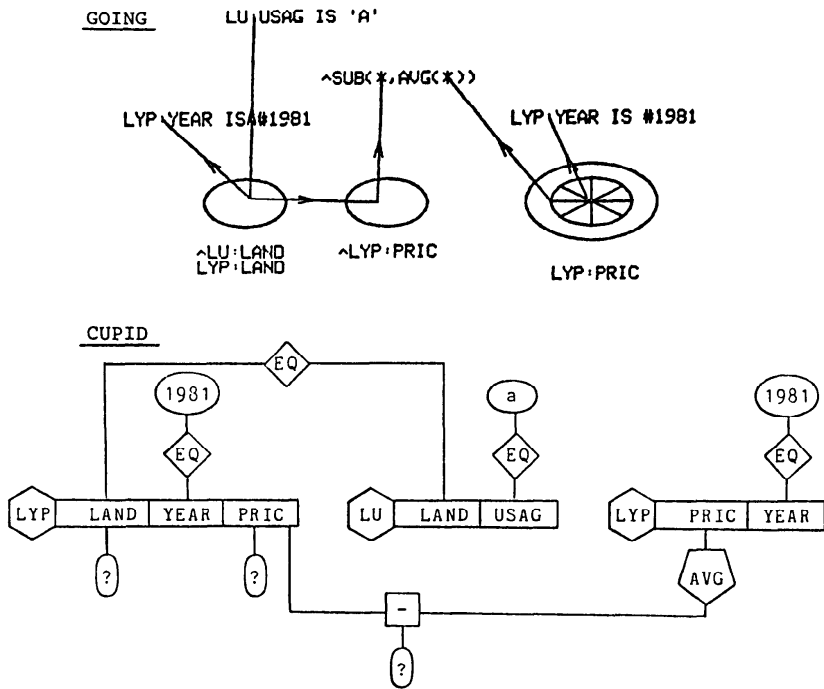 GOING
LU USAG IS 'A'
^SUB(*,AVG(*))
LYP YEAR IS #1981
LYP YEAR IS #1981
^LU:LAND
LYP:LAND
^LYP:PRIC
LYP:PRIC
CUPID
EQ
1981
a
1981
EQ
EQ
EQ
LYP LAND YEAR PRIC
LU LAND USAG
LYP PRIC YEAR
? ?
AVG
-
?